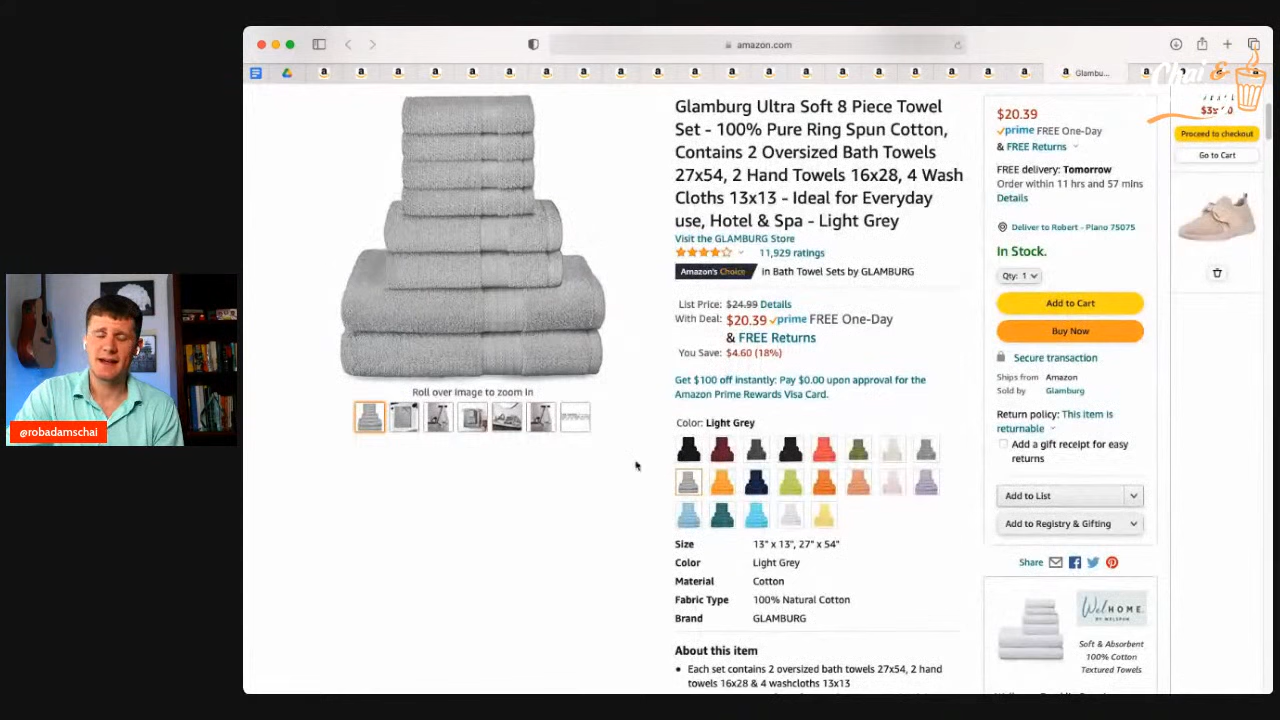 amazon.com
Glambu...
Chai &
Glamburg Ultra Soft 8 Piece Towel
Set - 100% Pure Ring Spun Cotton,
Contains 2 Oversized Bath Towels
27x54, 2 Hand Towels 16x28, 4 Wash
Cloths 13x13 - Ideal for Everyday
use, Hotel & Spa - Light Grey
Visit the GLAMBURG Store
11,929 ratings
Amazon's Choice in Bath Towel Sets by GLAMBURG
List Price: $24.99 Details
With Deal: $20.39 prime FREE One-Day
& FREE Returns
You Save: $4.60 (18%)
Get $100 off instantly: Pay $0.00 upon approval for the
Amazon Prime Rewards Visa Card.
Roll over image to zoom in
Color: Light Grey
Size 13" x 13", 27" x 54"
Color Light Grey
Material Cotton
Fabric Type 100% Natural Cotton
Brand GLAMBURG
About this item
• Each set contains 2 oversized bath towels 27x54, 2 hand
towels 16x28 & 4 washcloths 13x13
$20.39
prime FREE One-Day
& FREE Returns
FREE delivery: Tomorrow
Order within 11 hrs and 57 mins
Details
Deliver to Robert - Plano 75075
In Stock.
Qty: 1
Add to Cart
Buy Now
Secure transaction
Ships from Amazon
Sold by Glamburg
Return policy: This item is
returnable
Add a gift receipt for easy
returns
Add to List
Add to Registry & Gifting
Share
WelHOME
BY WELSPUN
Soft & Absorbent
100% Cotton
Textured Towels
Proceed to checkout
Go to Cart
@robadamschai